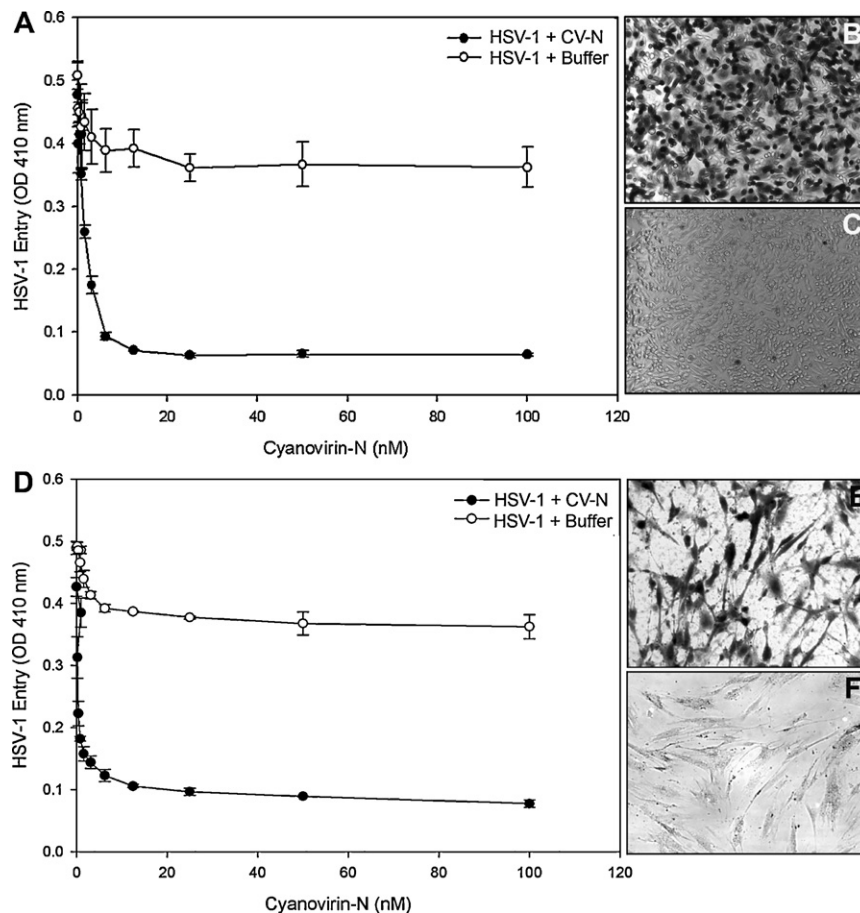 A
HSV-1 + CV-N
HSV-1 + Buffer
HSV-1 Entry (OD 410 nm)
0.6
0.5
0.4
0.3
0.2
0.1
0.0
0 20 40 60 80 100 120
Cyanovirin-N (nM)
B
C
D
HSV-1 + CV-N
HSV-1 + Buffer
HSV-1 Entry (OD 410 nm)
0.6
0.5
0.4
0.3
0.2
0.1
0.0
0 20 40 60 80 100 120
Cyanovirin-N (nM)
E
F